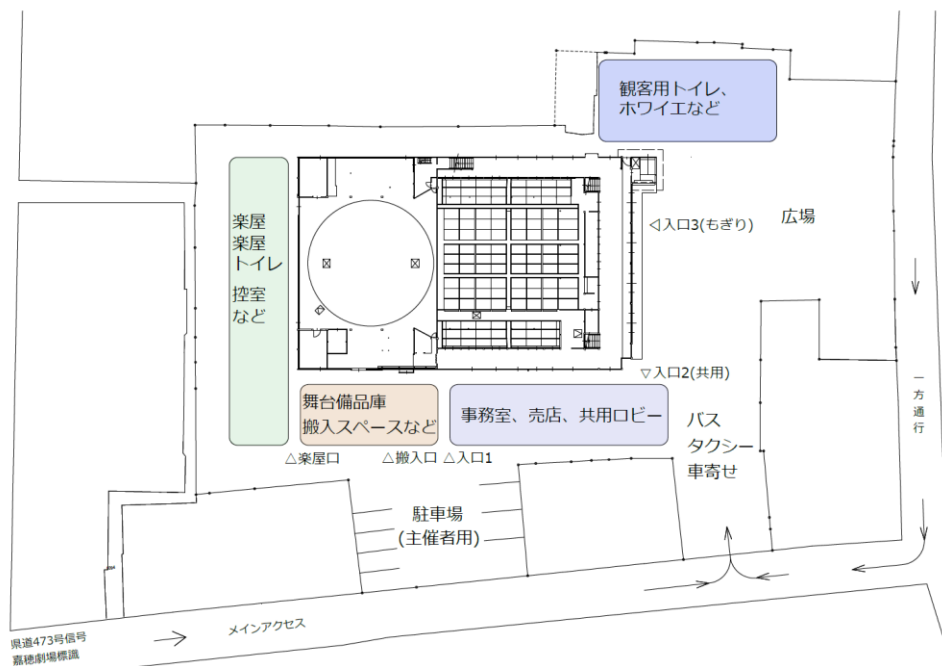 観客用トイレ、
ホワイエなど
楽屋
楽屋
トイレ
控室
など
広場
◁入口3(もぎり)
▽入口2(共用)
一方通行
舞台備品庫
搬入スペースなど
事務室、売店、共用ロビー
バス
タクシー
車寄せ
△楽屋口
△搬入口
△入口1
駐車場
(主催者用)
メインアクセス
県道473号信号
嘉穂劇場標識